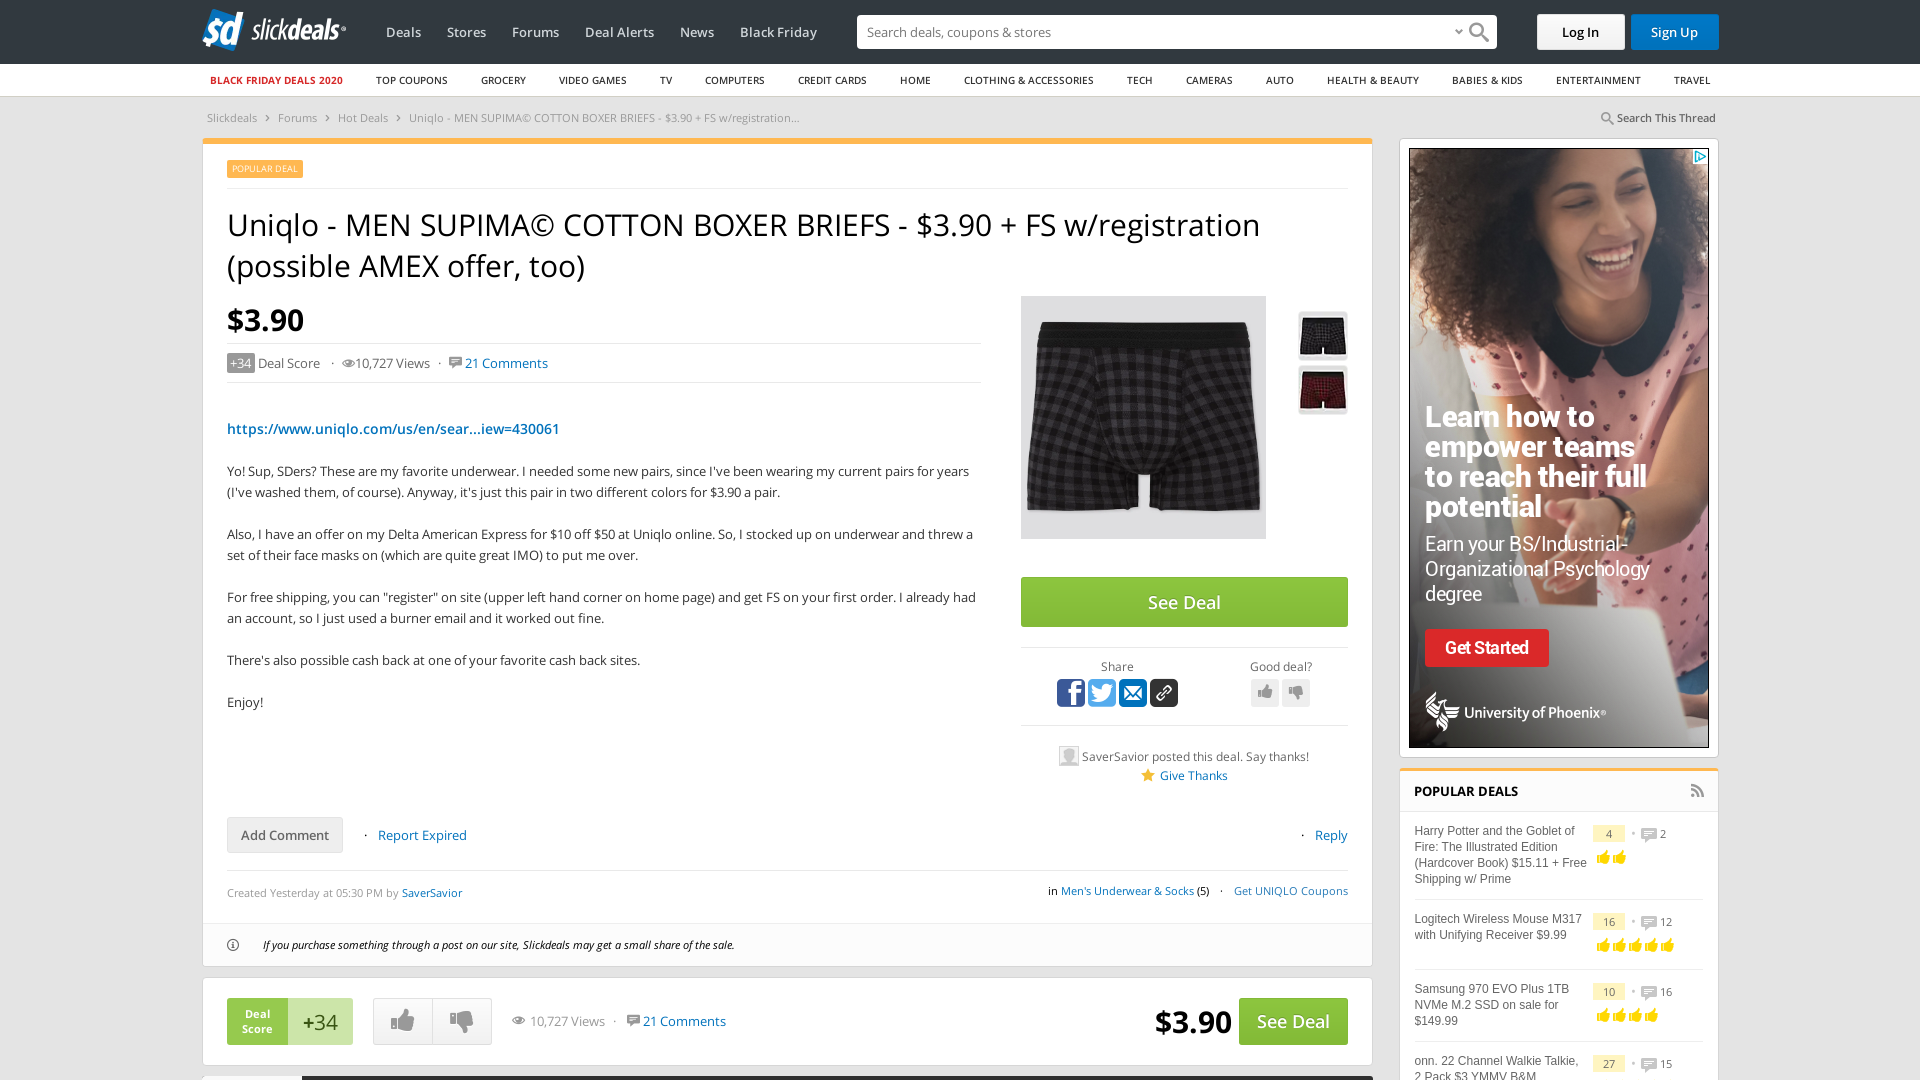 sd slickdeals®
Deals
Stores
Forums
Deal Alerts
News
Black Friday
Search deals, coupons & stores
Log In
Sign Up
BLACK FRIDAY DEALS 2020
TOP COUPONS
GROCERY
VIDEO GAMES
TV
COMPUTERS
CREDIT CARDS
HOME
CLOTHING & ACCESSORIES
TECH
CAMERAS
AUTO
HEALTH & BEAUTY
BABIES & KIDS
ENTERTAINMENT
TRAVEL
Slickdeals › Forums › Hot Deals › Uniqlo - MEN SUPIMA© COTTON BOXER BRIEFS - $3.90 + FS w/registration...
Search This Thread
POPULAR DEAL
Uniqlo - MEN SUPIMA© COTTON BOXER BRIEFS - $3.90 + FS w/registration
(possible AMEX offer, too)
$3.90
+34 Deal Score · 10,727 Views · 21 Comments
https://www.uniqlo.com/us/en/sear...iew=430061
Yo! Sup, SDers? These are my favorite underwear. I needed some new pairs, since I've been wearing my current pairs for years
(I've washed them, of course). Anyway, it's just this pair in two different colors for $3.90 a pair.
Also, I have an offer on my Delta American Express for $10 off $50 at Uniqlo online. So, I stocked up on underwear and threw a
set of their face masks on (which are quite great IMO) to put me over.
For free shipping, you can "register" on site (upper left hand corner on home page) and get FS on your first order. I already had
an account, so I just used a burner email and it worked out fine.
There's also possible cash back at one of your favorite cash back sites.
Enjoy!
See Deal
Share
Good deal?
SaverSavior posted this deal. Say thanks!
Give Thanks
Add Comment
· Report Expired
· Reply
Created Yesterday at 05:30 PM by SaverSavior
in Men's Underwear & Socks (5) · Get UNIQLO Coupons
If you purchase something through a post on our site, Slickdeals may get a small share of the sale.
Deal
Score
+34
10,727 Views · 21 Comments
$3.90
See Deal
Learn how to
empower teams
to reach their full
potential
Earn your BS/Industrial-
Organizational Psychology
degree
Get Started
University of Phoenix®
POPULAR DEALS
Harry Potter and the Goblet of
Fire: The Illustrated Edition
(Hardcover Book) $15.11 + Free
Shipping w/ Prime
4 • 2
Logitech Wireless Mouse M317
with Unifying Receiver $9.99
16 • 12
Samsung 970 EVO Plus 1TB
NVMe M.2 SSD on sale for
$149.99
10 • 16
onn. 22 Channel Walkie Talkie,
2 Pack $3 YMMV B&M
27 • 15